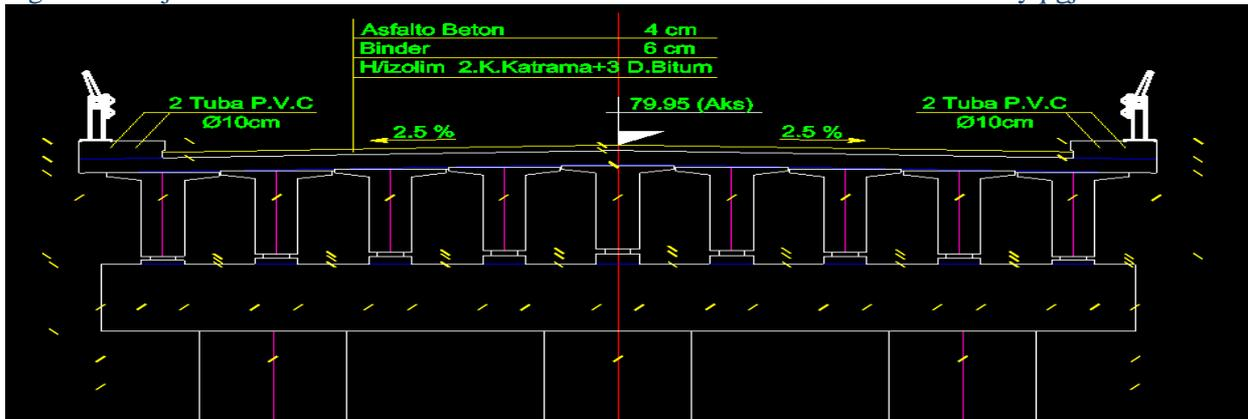 Asfalto Beton 4 cm
Binder 6 cm
H/izolim 2.K.Katrama+3 D.Bitum
2 Tuba P.V.C
Ø10cm
79.95 (Aks)
2 Tuba P.V.C
Ø10cm
2.5 %
2.5 %